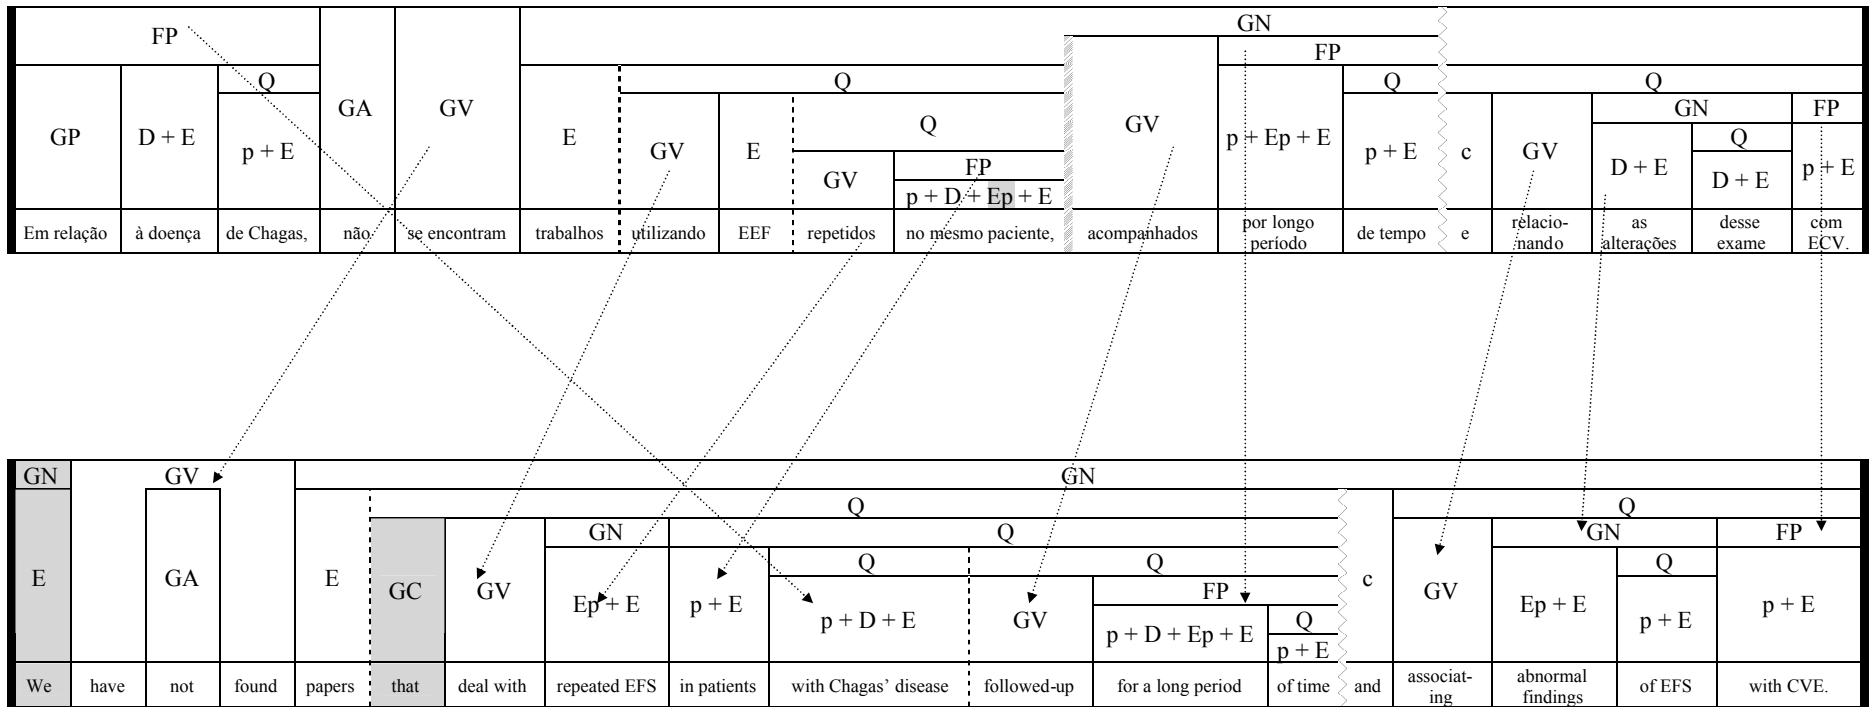 GN
FP
FP
Q Q Q Q
GA GV GV GN FP
GP D + E p + E E GV E Q p + Ep + E p + E c GV D + E Q p + E
GV FP D + E
p + D + Ep + E
Em relação à doença de Chagas, não se encontram trabalhos utilizando EEF repetidos no mesmo paciente, acompanhados por longo período de tempo e relacio-nando as alterações desse exame com ECV.
GN GV GN
Q Q
GN Q GN FP
E GA E GC GV Ep + E p + E Q Q c GV Ep + E Q p + E
p + D + E GV FP p + E
p + D + Ep + E Q
p + E
We have not found papers that deal with repeated EFS in patients with Chagas’ disease followed-up for a long period of time and associat-ing abnormal findings of EFS with CVE.